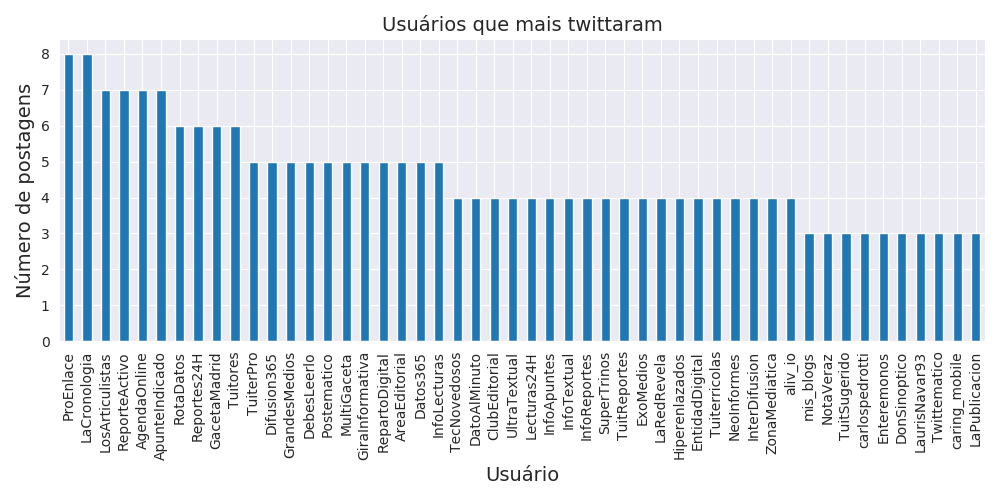 Usuários que mais twittaram
Número de postagens
8
7
6
5
4
3
2
1
0
ProEnlace
LaCronologia
LosArticulistas
ReporteActivo
AgendaOnline
ApunteIndicado
RotaDatos
Reportes24H
GacetaMadrid
Tuitores
TuiterPro
Difusion365
GrandesMedios
DebesLeerlo
Postematico
MultiGaceta
GiraInformativa
RepartoDigital
AreaEditorial
Datos365
InfoLecturas
TecNovedosos
DatoAlMinuto
ClubEditorial
UltraTextual
Lecturas24H
InfoApuntes
InfoTextual
InfoReportes
SuperTrinos
TuitReportes
ExoMedios
LaRedRevela
Hiperenlazados
EntidadDigital
Tuiterricolas
NeoInformes
InterDifusion
ZonaMediatica
aliv_io
mis_blogs
NotaVeraz
TuitSugerido
carlospedrotti
Enteremonos
DonSinoptico
LaurisNavar93
Twittematico
caring_mobile
LaPublicacion
Usuário